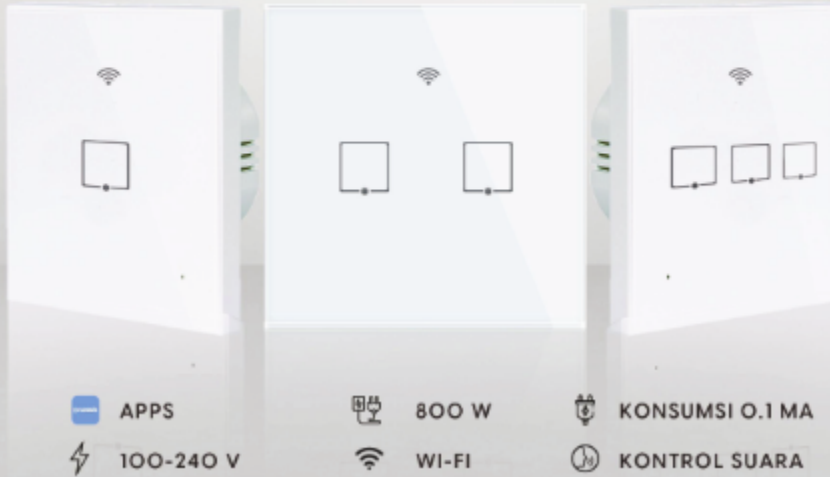 APPS
800 W
KONSUMSI 0.1 MA
100-240 V
WI-FI
KONTROL SUARA